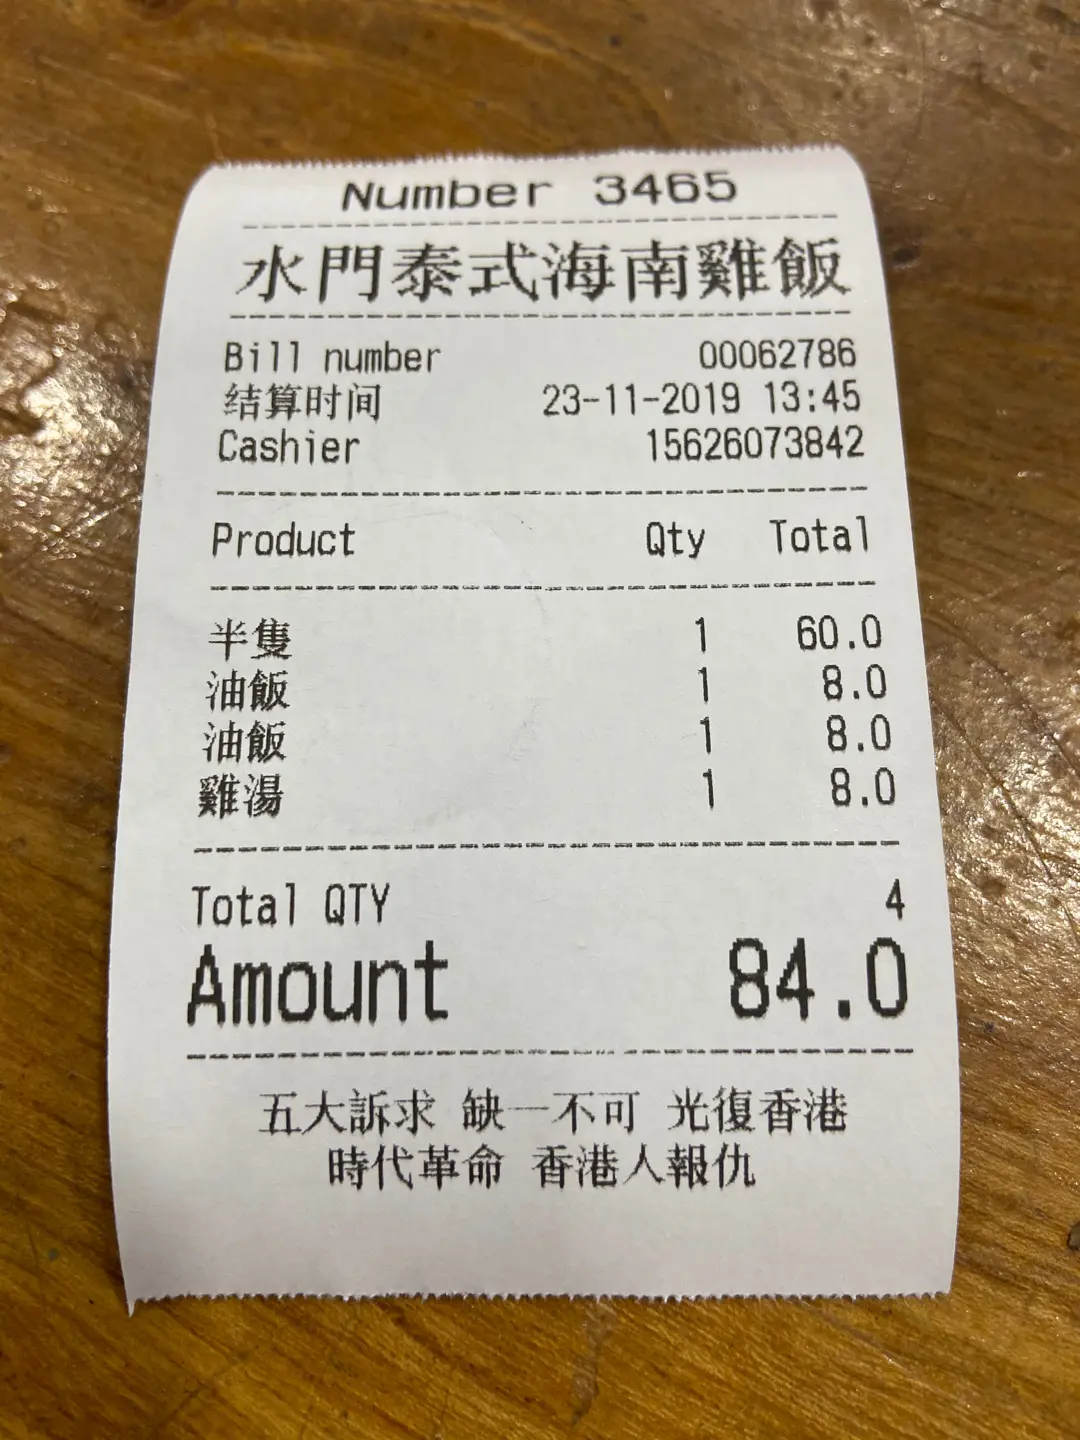 Number 3465
水門泰式海南雞飯
Bill number 00062786
结算时间 23-11-2019 13:45
Cashier 15626073842
Product Qty Total
半隻 1 60.0
油飯 1 8.0
油飯 1 8.0
雞湯 1 8.0
Total QTY 4
Amount 84.0
五大訴求 缺一不可 光復香港
時代革命 香港人報仇